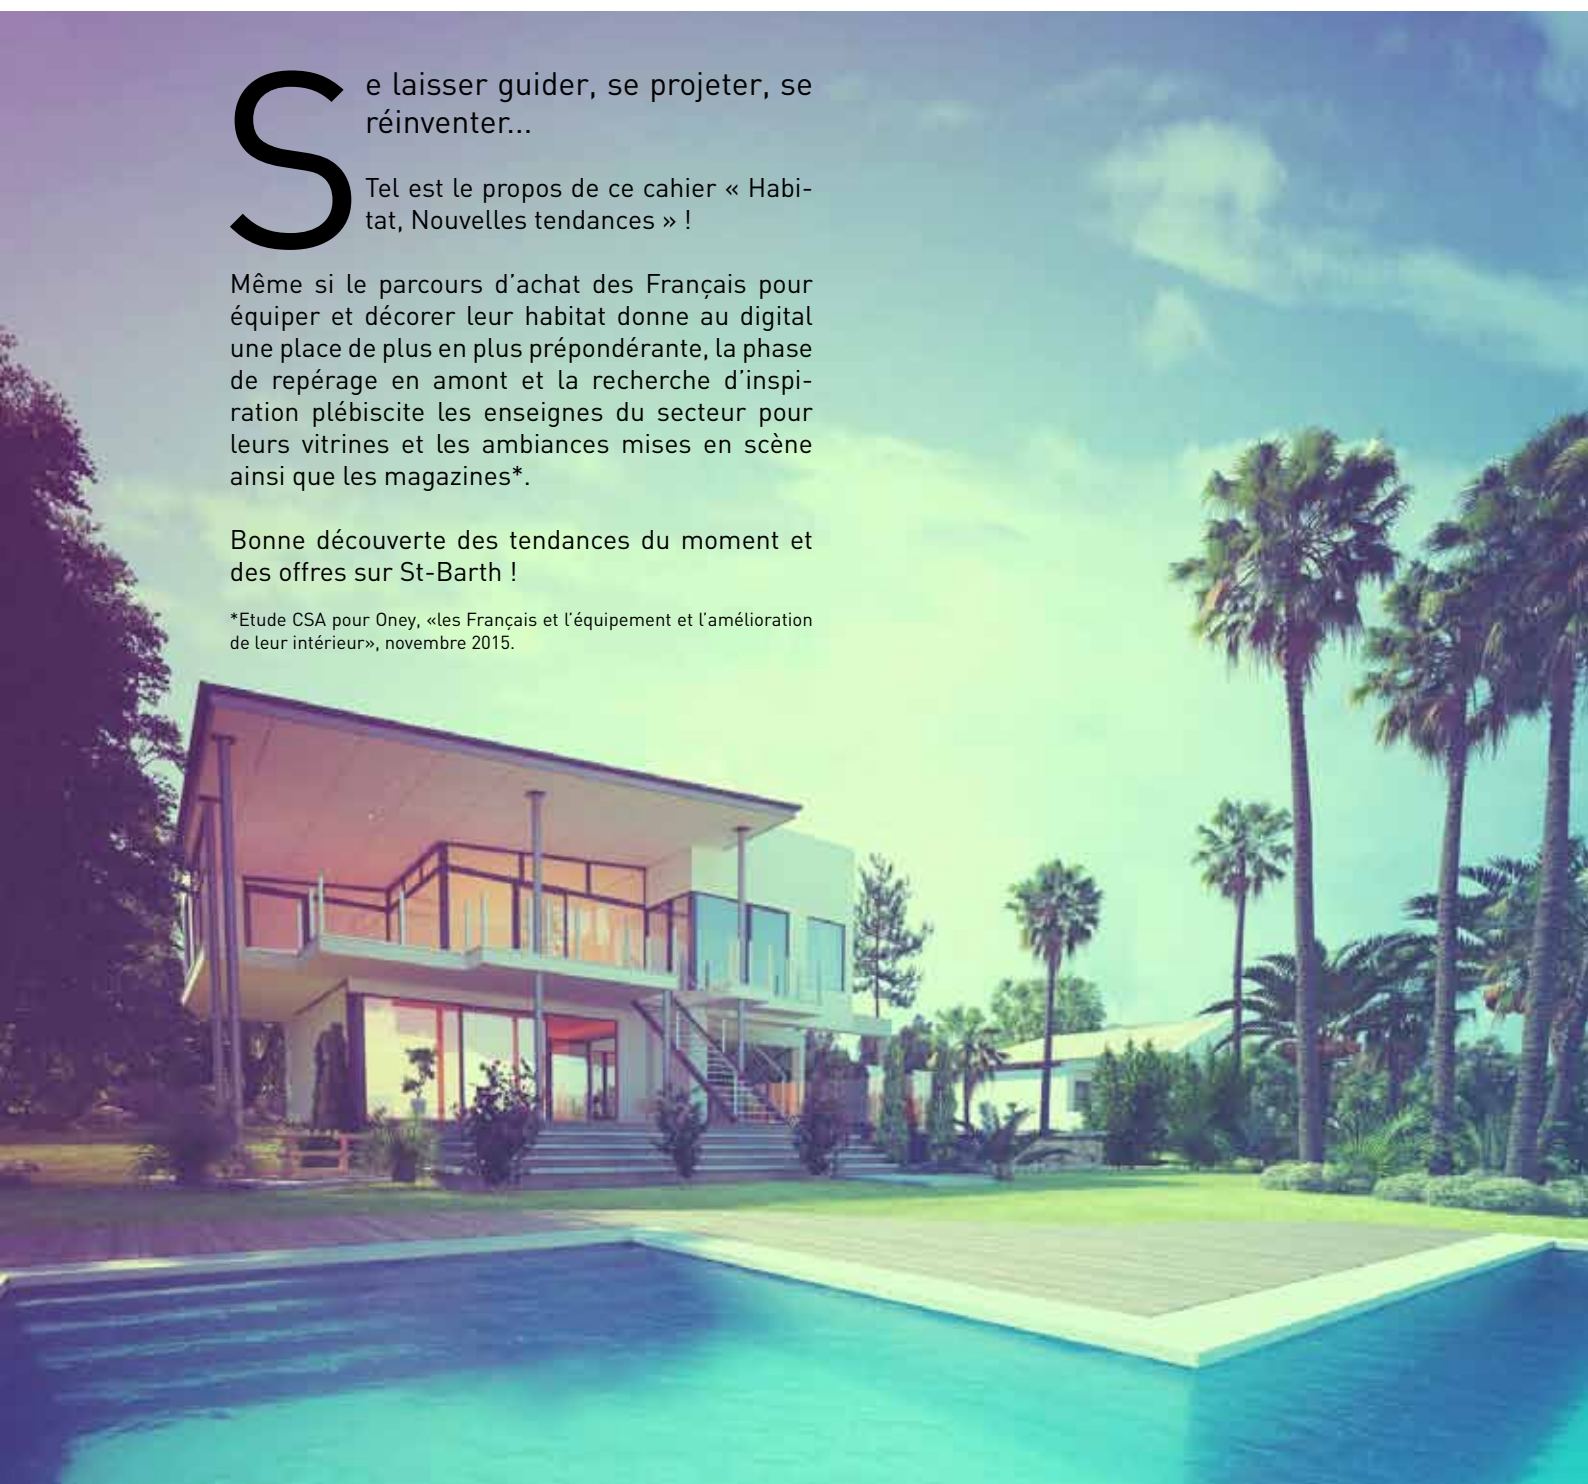 Se laisser guider, se projeter, se
réinventer...
Tel est le propos de ce cahier « Habi-
tat, Nouvelles tendances » !
Même si le parcours d’achat des Français pour
équiper et décorer leur habitat donne au digital
une place de plus en plus prépondérante, la phase
de repérage en amont et la recherche d’inspi-
ration plébiscite les enseignes du secteur pour
leurs vitrines et les ambiances mises en scène
ainsi que les magazines*.
Bonne découverte des tendances du moment et
des offres sur St-Barth !
*Etude CSA pour Oney, «les Français et l’équipement et l’amélioration
de leur intérieur», novembre 2015.